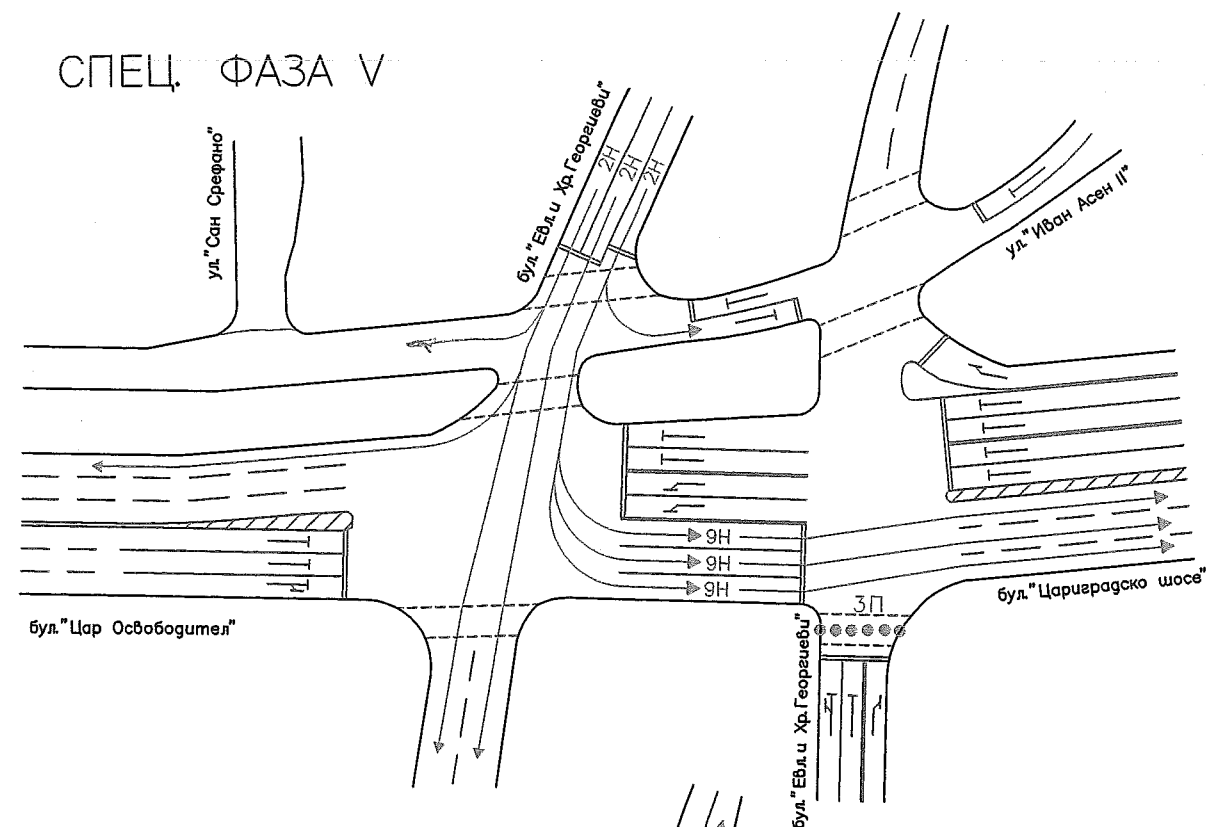 СПЕЦ. ФАЗА V
ул."Сан Срефано"
бул."Евл. и Хр. Георгиеви"
2Н
2Н
2Н
ул."Иван Асен II"
9Н
9Н
9Н
бул."Цариградско шосе"
3П
бул."Цар Освободител"
бул."Евл. и Хр. Георгиеви"